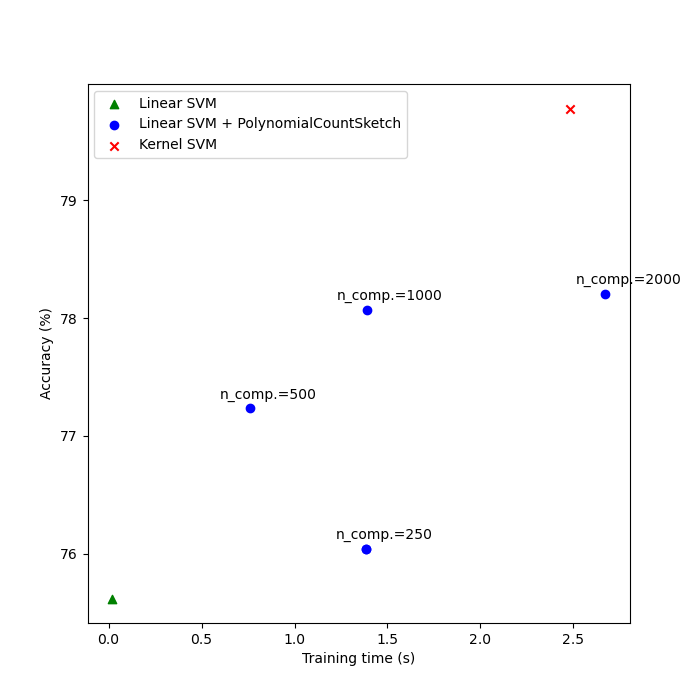 Linear SVM
Linear SVM + PolynomialCountSketch
Kernel SVM
n_comp.=2000
n_comp.=1000
n_comp.=500
n_comp.=250
79
78
77
76
Accuracy (%)
0.0 0.5 1.0 1.5 2.0 2.5
Training time (s)